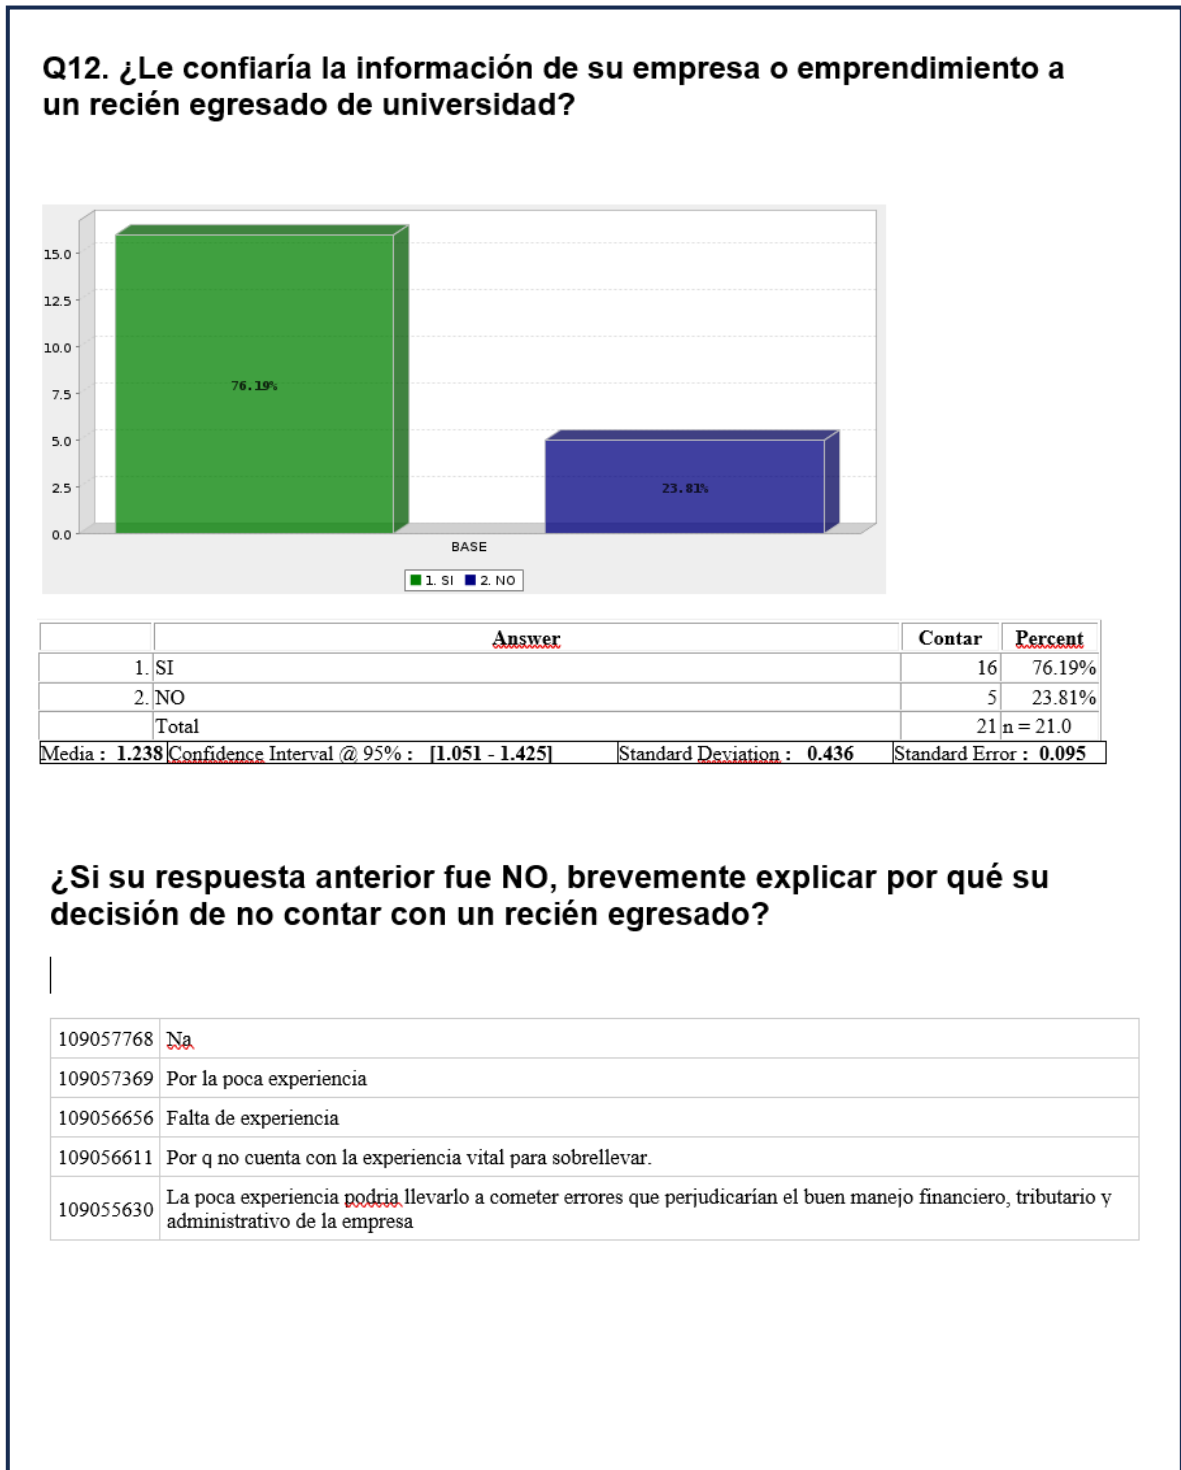 Q12. ¿Le confiaría la información de su empresa o emprendimiento a
un recién egresado de universidad?
15.0
12.5
10.0
7.5
5.0
2.5
0.0
76.19%
23.81%
BASE
1. SI 2. NO
Answer Contar Percent
1. SI 16 76.19%
2. NO 5 23.81%
Total 21 n = 21.0
Media : 1.238 Confidence Interval @ 95% : [1.051 - 1.425] Standard Deviation : 0.436 Standard Error : 0.095
¿Si su respuesta anterior fue NO, brevemente explicar por qué su
decisión de no contar con un recién egresado?
109057768 Na
109057369 Por la poca experiencia
109056656 Falta de experiencia
109056611 Por q no cuenta con la experiencia vital para sobrellevar.
109055630 La poca experiencia podria llevarlo a cometer errores que perjudicarían el buen manejo financiero, tributario y
administrativo de la empresa